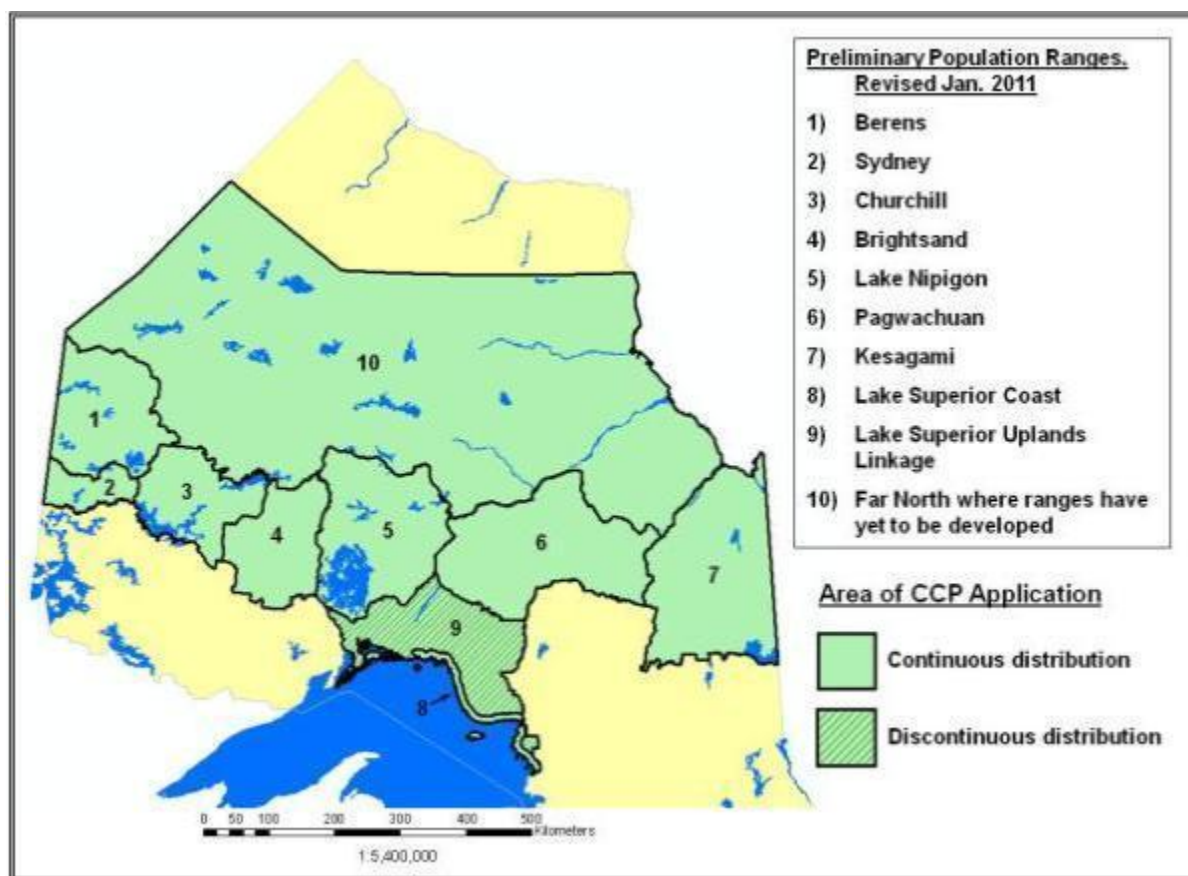 Preliminary Population Ranges,
Revised Jan. 2011
1) Berens
2) Sydney
3) Churchill
4) Brightsand
5) Lake Nipigon
6) Pagwachuan
7) Kesagami
8) Lake Superior Coast
9) Lake Superior Uplands
Linkage
10) Far North where ranges have
yet to be developed
Area of CCP Application
Continuous distribution
Discontinuous distribution
10
1
2
3
4
5
6
7
9
8
0 50 100 200 300 400 500
Kilometers
1:5,400,000